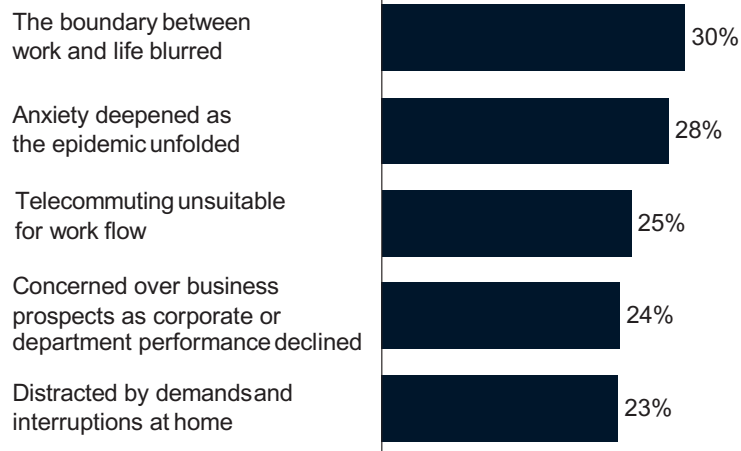 The boundary between
work and life blurred
30%
Anxiety deepened as
the epidemic unfolded
28%
Telecommuting unsuitable
for work flow
25%
Concerned over business
prospects as corporate or
department performance declined
24%
Distracted by demands and
interruptions at home
23%